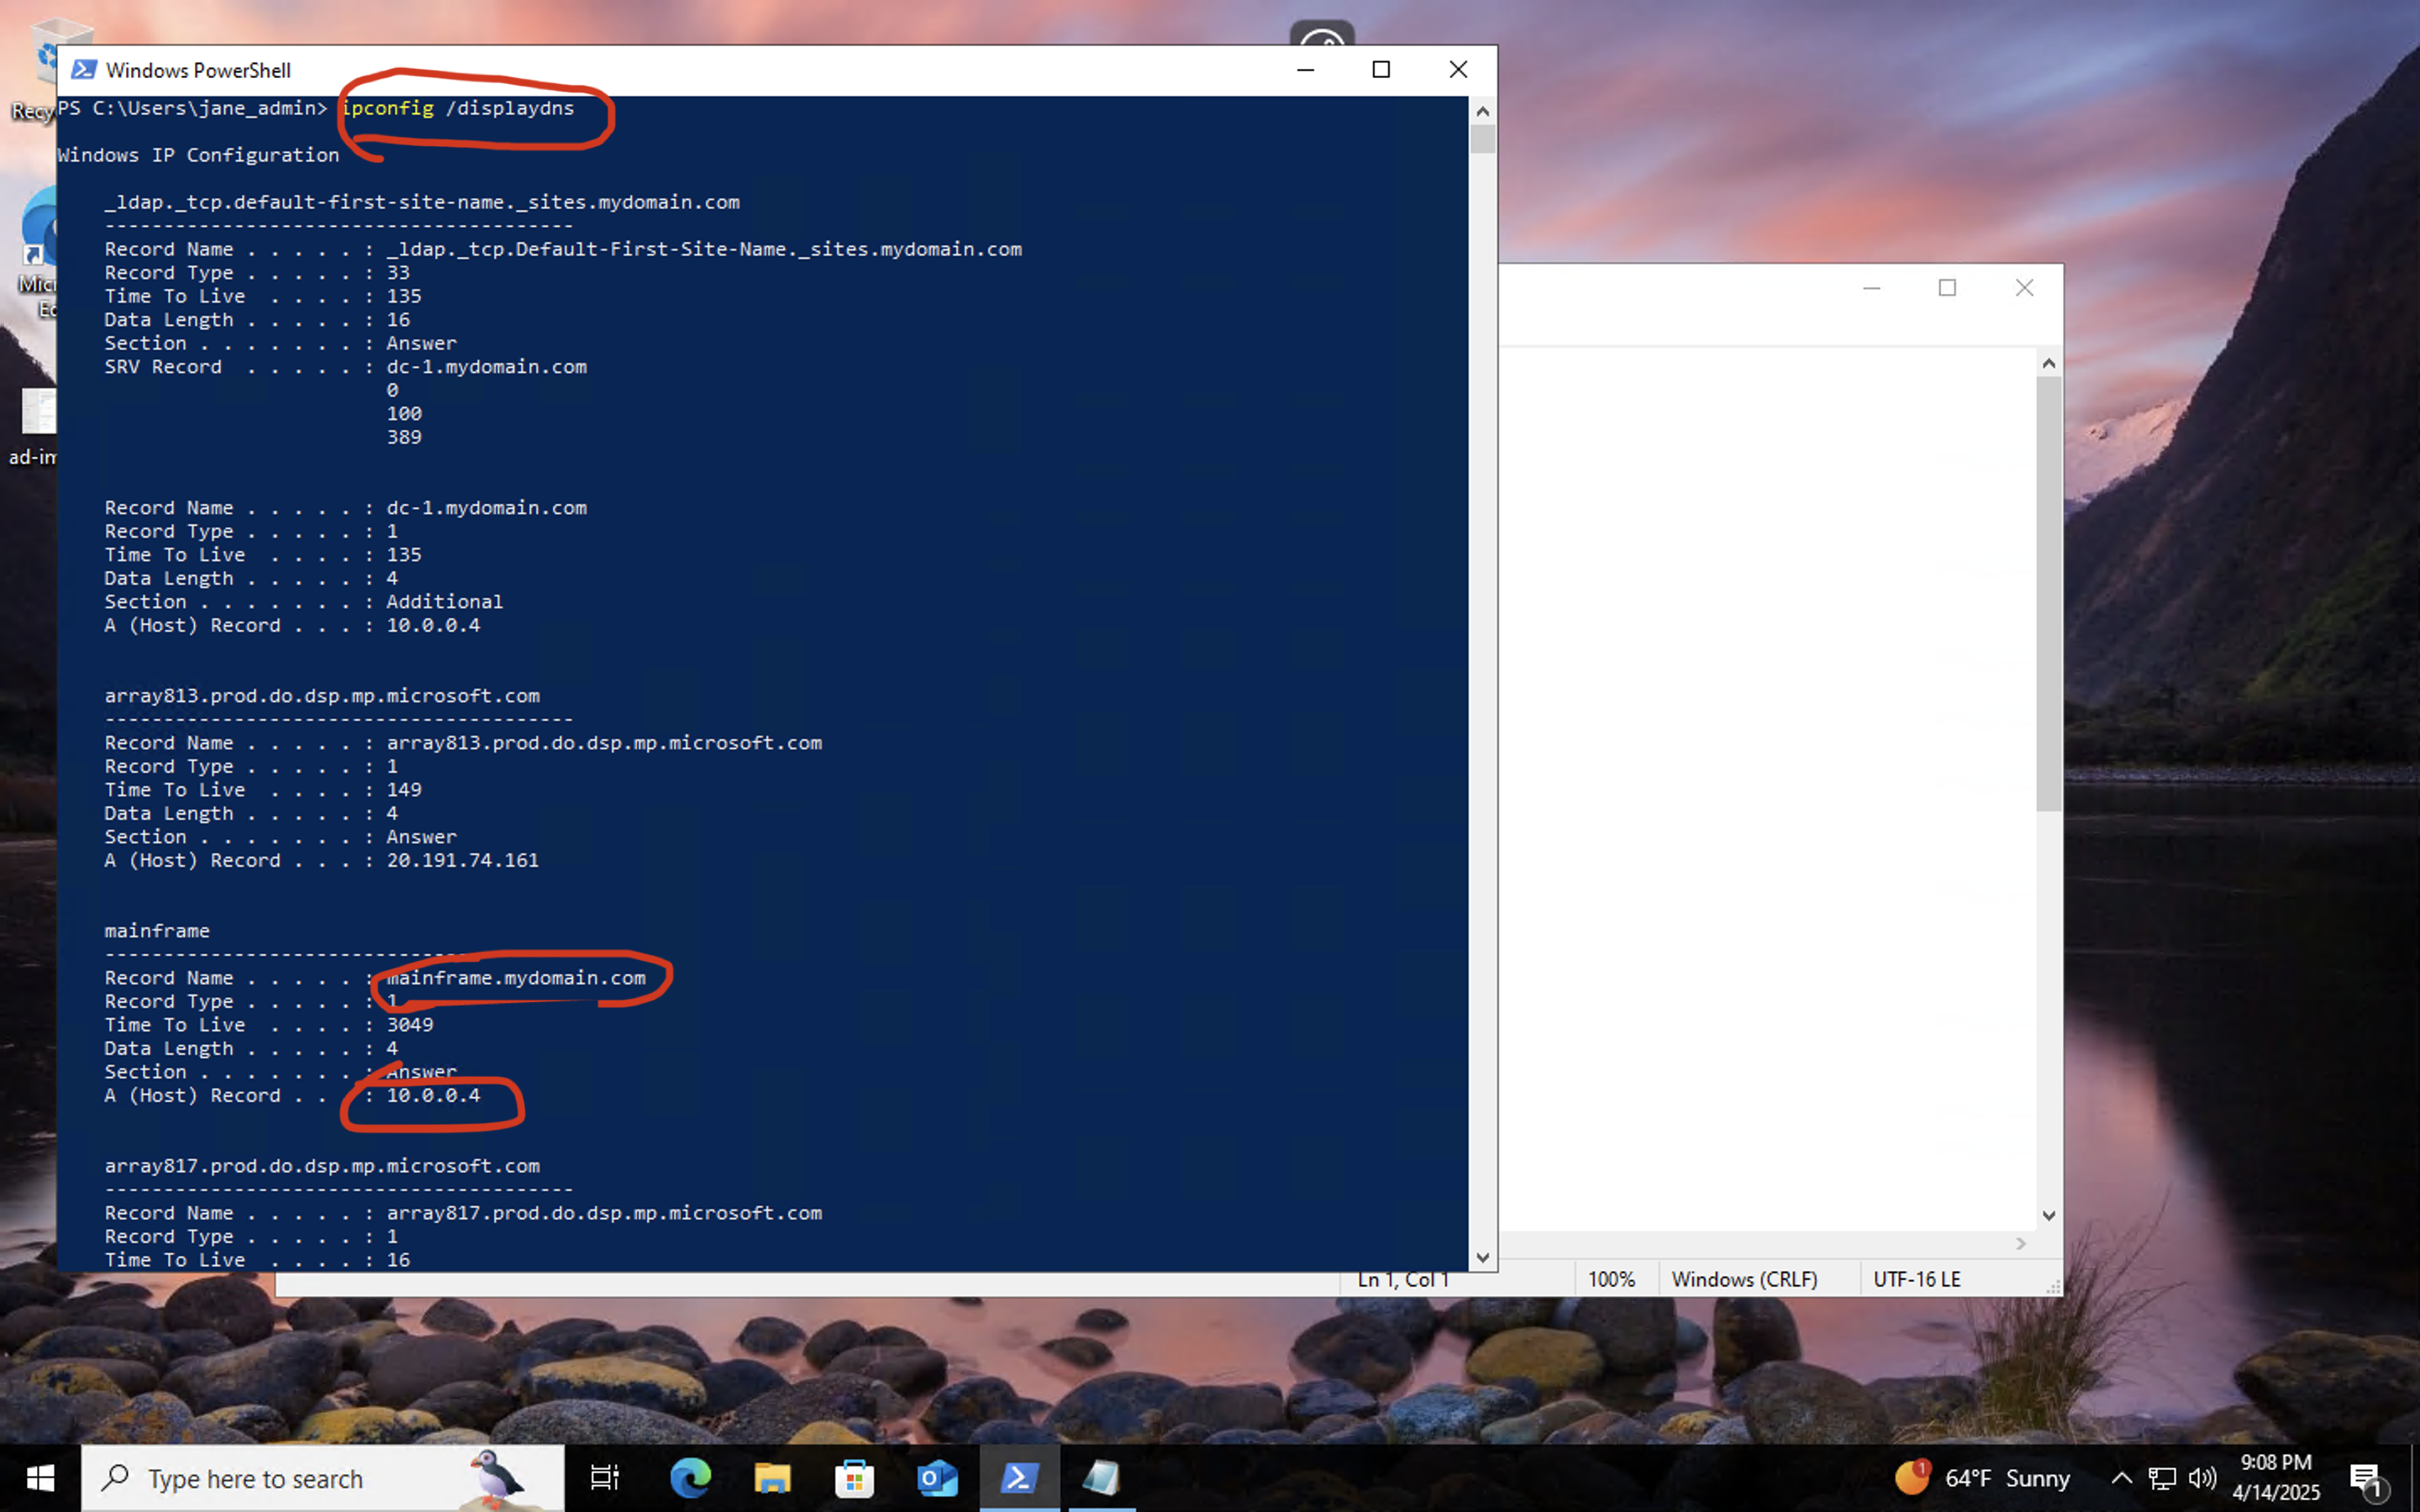 Windows PowerShell
PS C:\Users\jane_admin> ipconfig /displaydns
Windows IP Configuration
_ldap._tcp.default-first-site-name._sites.mydomain.com
----------------------------------------
Record Name . . . . . : _ldap._tcp.Default-First-Site-Name._sites.mydomain.com
Record Type . . . . . : 33
Time To Live  . . . . : 135
Data Length . . . . . : 16
Section . . . . . . . : Answer
SRV Record  . . . . . : dc-1.mydomain.com
0
100
389
Record Name . . . . . : dc-1.mydomain.com
Record Type . . . . . : 1
Time To Live  . . . . : 135
Data Length . . . . . : 4
Section . . . . . . . : Additional
A (Host) Record . . . : 10.0.0.4
array813.prod.do.dsp.mp.microsoft.com
----------------------------------------
Record Name . . . . . : array813.prod.do.dsp.mp.microsoft.com
Record Type . . . . . : 1
Time To Live  . . . . : 149
Data Length . . . . . : 4
Section . . . . . . . : Answer
A (Host) Record . . . : 20.191.74.161
mainframe
----------------------------------------
Record Name . . . . . : mainframe.mydomain.com
Record Type . . . . . : 1
Time To Live  . . . . : 3049
Data Length . . . . . : 4
Section . . . . . . . : Answer
A (Host) Record . . : 10.0.0.4
array817.prod.do.dsp.mp.microsoft.com
----------------------------------------
Record Name . . . . . : array817.prod.do.dsp.mp.microsoft.com
Record Type . . . . . : 1
Time To Live  . . . . : 16
Recy
Mic
Ed
ad-im
Ln 1, Col 1
100%
Windows (CRLF)
UTF-16 LE
Type here to search
1
64°F Sunny
9:08 PM
4/14/2025
1